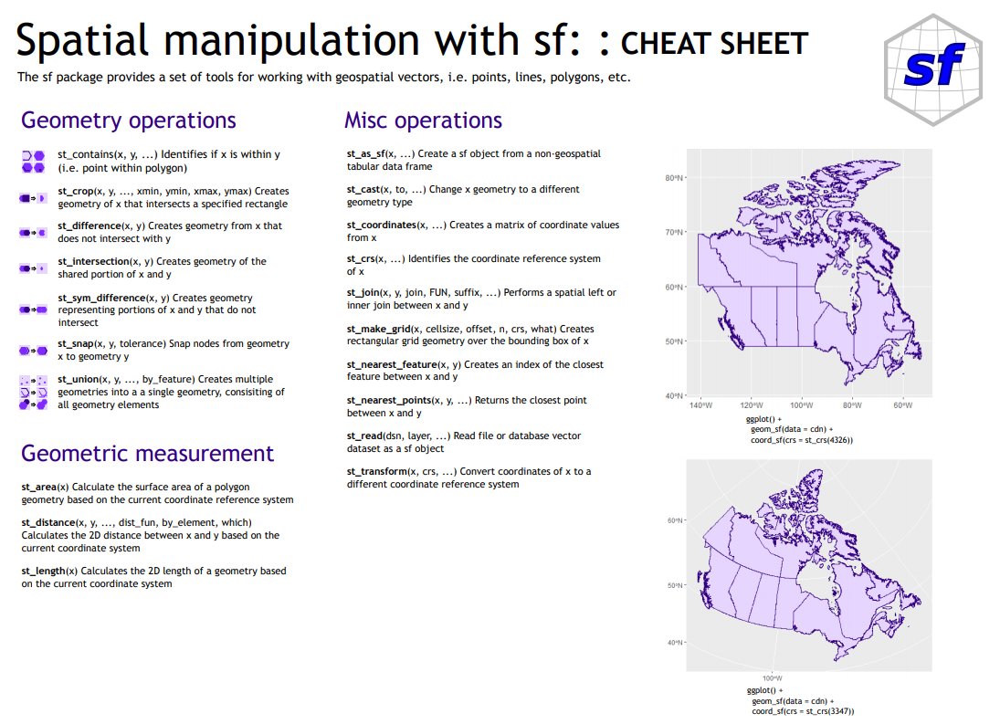 Spatial manipulation with sf: : CHEAT SHEET
sf
The sf package provides a set of tools for working with geospatial vectors, i.e. points, lines, polygons, etc.
Geometry operations
st_contains(x, y, ...) Identifies if x is within y
(i.e. point within polygon)
st_crop(x, y, ..., xmin, ymin, xmax, ymax) Creates
geometry of x that intersects a specified rectangle
st_difference(x, y) Creates geometry from x that
does not intersect with y
st_intersection(x, y) Creates geometry of the
shared portion of x and y
st_sym_difference(x, y) Creates geometry
representing portions of x and y that do not
intersect
st_snap(x, y, tolerance) Snap nodes from geometry
x to geometry y
st_union(x, y, ..., by_feature) Creates multiple
geometries into a a single geometry, consisiting of
all geometry elements
Geometric measurement
st_area(x) Calculate the surface area of a polygon
geometry based on the current coordinate reference system
st_distance(x, y, ..., dist_fun, by_element, which)
Calculates the 2D distance between x and y based on the
current coordinate system
st_length(x) Calculates the 2D length of a geometry based
on the current coordinate system
Misc operations
st_as_sf(x, ...) Create a sf object from a non-geospatial
tabular data frame
st_cast(x, to, ...) Change x geometry to a different
geometry type
st_coordinates(x, ...) Creates a matrix of coordinate values
from x
st_crs(x, ...) Identifies the coordinate reference system
of x
st_join(x, y, join, FUN, suffix, ...) Performs a spatial left or
inner join between x and y
st_make_grid(x, cellsize, offset, n, crs, what) Creates
rectangular grid geometry over the bounding box of x
st_nearest_feature(x, y) Creates an index of the closest
feature between x and y
st_nearest_points(x, y, ...) Returns the closest point
between x and y
st_read(dsn, layer, ...) Read file or database vector
dataset as a sf object
st_transform(x, crs, ...) Convert coordinates of x to a
different coordinate reference system
80°N
70°N
60°N
50°N
40°N
140°W 120°W 100°W 80°W 60°W
ggplot() +
geom_sf(data = cdn) +
coord_sf(crs = st_crs(4326))
60°N
50°N
40°N
100°W
ggplot() +
geom_sf(data = cdn) +
coord_sf(crs = st_crs(3347))